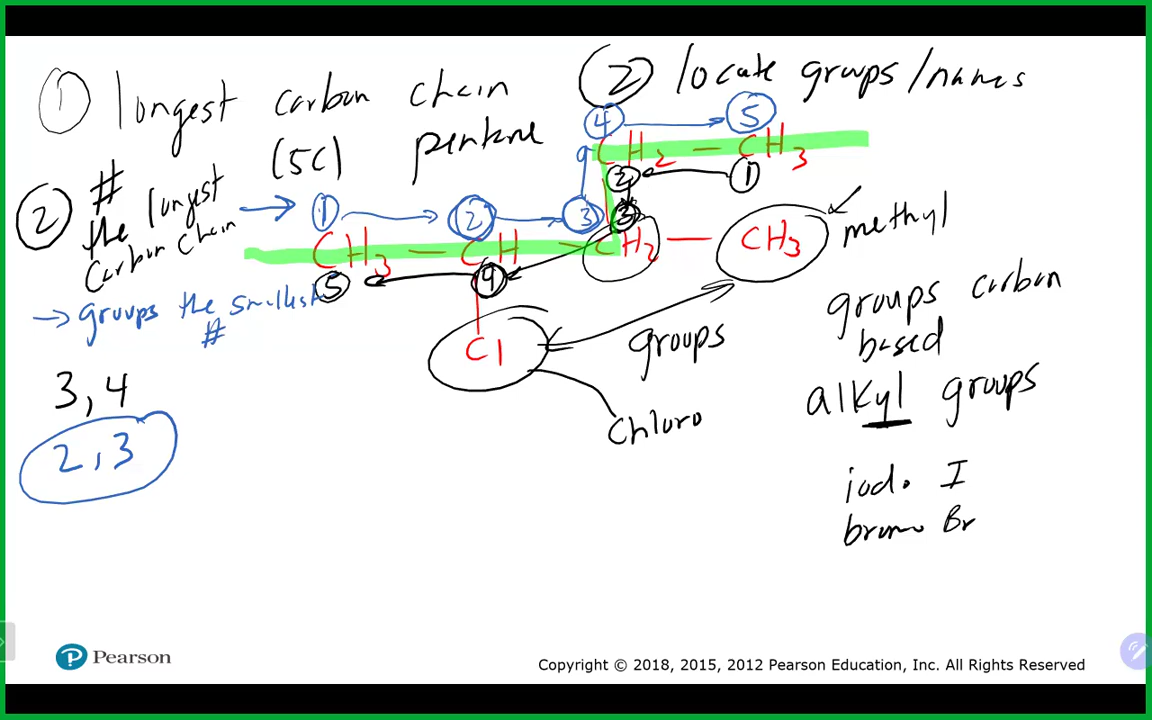 ① longest carbon chain
(5C) pentane
② locate groups/names
② # the longest
Carbon Chain
→ groups the smallest
#
3, 4
2, 3
④ → ⑤
CH2 — CH3
② ← ①
① → ② → ③
③
CH3 — CH — CH2 — CH3
⑤ ← ④
Cl
methyl
groups
Chloro
groups carbon
based
alkyl groups
iodo I
bromo Br
Pearson
Copyright © 2018, 2015, 2012 Pearson Education, Inc. All Rights Reserved